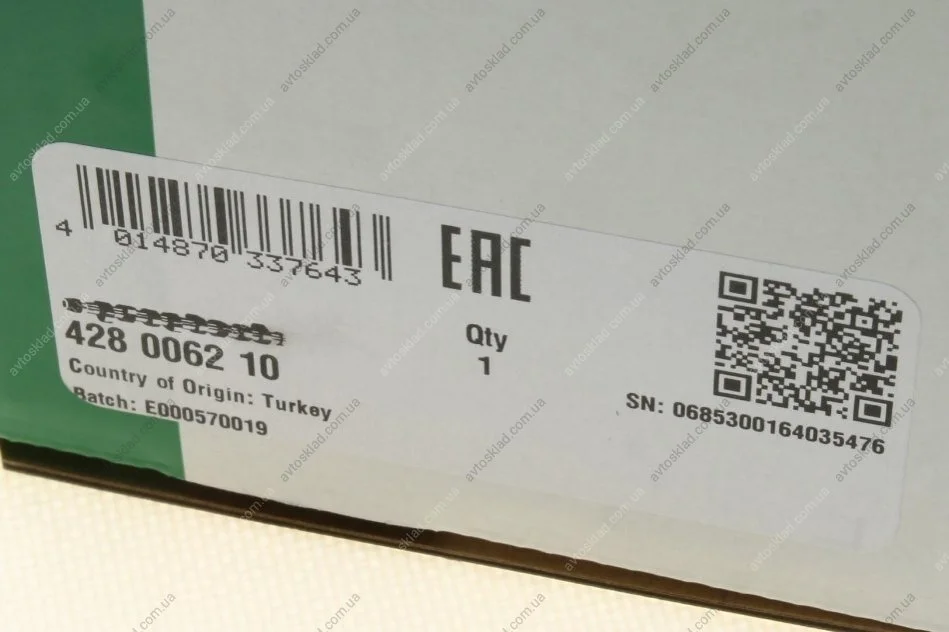 4 014870 337643
EAC
428 0062 10
Country of Origin: Turkey
Batch: E000570019
Qty
1
SN: 0685300164035476
avtosklad.com.ua